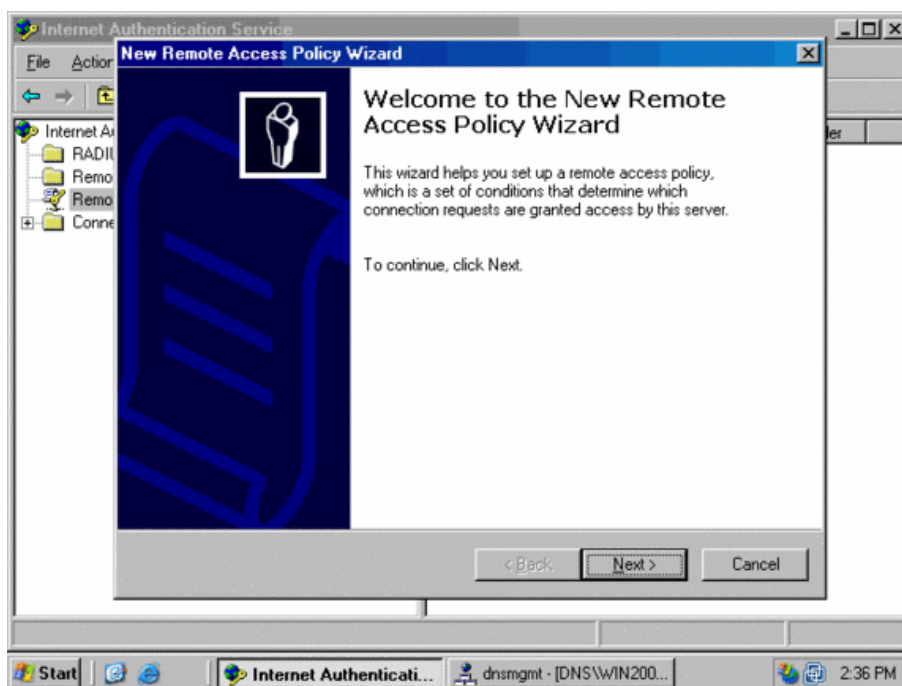 Internet Authentication Service
New Remote Access Policy Wizard
File Action
Internet Au
RADIU
Remo
Remo
Conne
Welcome to the New Remote
Access Policy Wizard
This wizard helps you set up a remote access policy,
which is a set of conditions that determine which
connection requests are granted access by this server.
To continue, click Next.
< Back
Next >
Cancel
Start
Internet Authenticati...
dnsmgmt - [DNS\WIN200...
2:36 PM